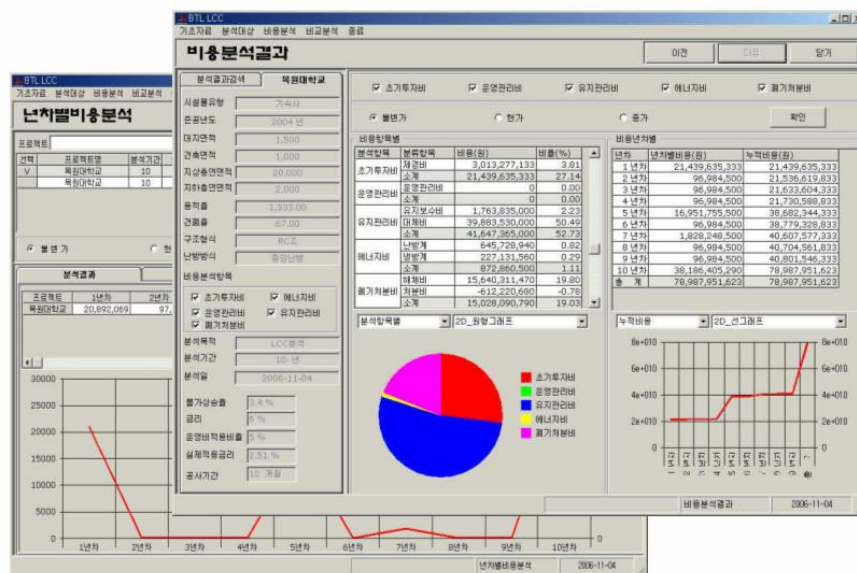 BTL LCC
기초자료 분석대상 비용분석 비교분석 종료
비용분석결과
이전 다음 닫기
분석결과검색 목원대학교
시설물유형 기숙사
준공년도 2004 년
대지면적 1,500
건축면적 1,000
지상층연면적 20,000
지하층연면적 2,000
용적률 1,333.00
건폐율 67.00
구조형식 RC조
난방방식 중앙난방
비용분석항목
초기투자비 에너지비
운영관리비 유지관리비
폐기처분비
분석목적 LCC분석
분석기간 10 년
분석일 2006-11-04
물가상승률 3.4 %
금리 6 %
운영비적용비율 5 %
실제적용금리 2.51 %
공사기간 12 개월
초기투자비 운영관리비 유지관리비 에너지비 폐기처분비
불변가 현가 종가 확인
비용항목별
분석항목 분류항목 비용(원) 비율(%)
초기투자비 제경비 3,013,277,133 3.81
소계 21,439,635,333 27.14
운영관리비 운영관리비 0 0.00
소계 0 0.00
유지관리비 유지보수비 1,763,835,000 2.23
대체비 39,883,530,000 50.49
소계 41,647,365,000 52.73
에너지비 난방계 645,728,940 0.82
냉방계 227,131,560 0.29
소계 872,860,500 1.11
폐기처분비 해체비 15,640,311,470 19.80
처분비 -612,220,680 -0.78
소계 15,028,090,790 19.03
분석항목별 2D_원형그래프
초기투자비
운영관리비
유지관리비
에너지비
폐기처분비
비용년차별
년차 년차별비용(원) 누적비용(원)
1 년차 21,439,635,333 21,439,635,333
2 년차 96,984,500 21,536,619,833
3 년차 96,984,500 21,633,604,333
4 년차 96,984,500 21,730,588,833
5 년차 16,951,755,500 38,682,344,333
6 년차 96,984,500 38,779,328,833
7 년차 1,828,248,500 40,607,577,333
8 년차 96,984,500 40,704,561,833
9 년차 96,984,500 40,801,546,333
10 년차 38,186,405,290 78,987,951,623
총 계 78,987,951,623 78,987,951,623
누적비용 2D_선그래프
8e+010 8e+010
6e+010 6e+010
4e+010 4e+010
2e+010 2e+010
0 0
비용분석결과 2006-11-04
BTL LCC
기초자료 분석대상 비용분석 비교분석
년차별비용분석
프로젝트
선택 프로젝트명 분석기간
V 목원대학교 10
목원대학교 10
불변가 현
분석결과
프로젝트 1년차 2년차
목원대학교 20,892,069 97,
30000
25000
20000
15000
10000
5000
0 0
1년차 2년차 3년차 4년차 5년차 6년차 7년차 8년차 9년차 10년차
년차별비용분석 2006-11-04